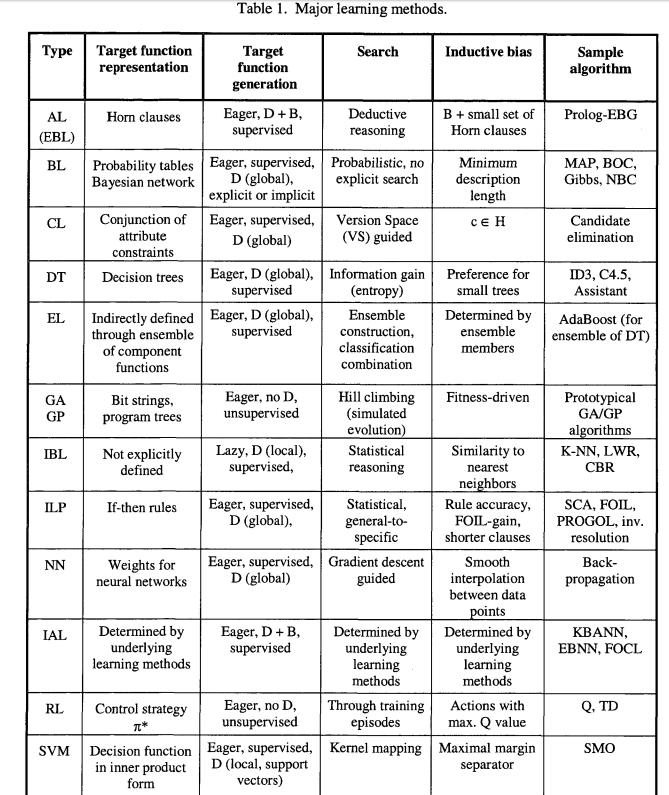 Table 1. Major learning methods.
Type
Target function
representation
Target
function
generation
Search
Inductive bias
Sample
algorithm
AL
(EBL)
Horn clauses
Eager, D + B,
supervised
Deductive
reasoning
B + small set of
Horn clauses
Prolog-EBG
BL
Probability tables
Bayesian network
Eager, supervised,
D (global),
explicit or implicit
Probabilistic, no
explicit search
Minimum
description
length
MAP, BOC,
Gibbs, NBC
CL
Conjunction of
attribute
constraints
Eager, supervised,
D (global)
Version Space
(VS) guided
c ∈ H
Candidate
elimination
DT
Decision trees
Eager, D (global),
supervised
Information gain
(entropy)
Preference for
small trees
ID3, C4.5,
Assistant
EL
Indirectly defined
through ensemble
of component
functions
Eager, D (global),
supervised
Ensemble
construction,
classification
combination
Determined by
ensemble
members
AdaBoost (for
ensemble of DT)
GA
GP
Bit strings,
program trees
Eager, no D,
unsupervised
Hill climbing
(simulated
evolution)
Fitness-driven
Prototypical
GA/GP
algorithms
IBL
Not explicitly
defined
Lazy, D (local),
supervised,
Statistical
reasoning
Similarity to
nearest
neighbors
K-NN, LWR,
CBR
ILP
If-then rules
Eager, supervised,
D (global),
Statistical,
general-to-
specific
Rule accuracy,
FOIL-gain,
shorter clauses
SCA, FOIL,
PROGOL, inv.
resolution
NN
Weights for
neural networks
Eager, supervised,
D (global)
Gradient descent
guided
Smooth
interpolation
between data
points
Back-
propagation
IAL
Determined by
underlying
learning methods
Eager, D + B,
supervised
Determined by
underlying
learning
methods
Determined by
underlying
learning
methods
KBANN,
EBNN, FOCL
RL
Control strategy
π*
Eager, no D,
unsupervised
Through training
episodes
Actions with
max. Q value
Q, TD
SVM
Decision function
in inner product
form
Eager, supervised,
D (local, support
vectors)
Kernel mapping
Maximal margin
separator
SMO